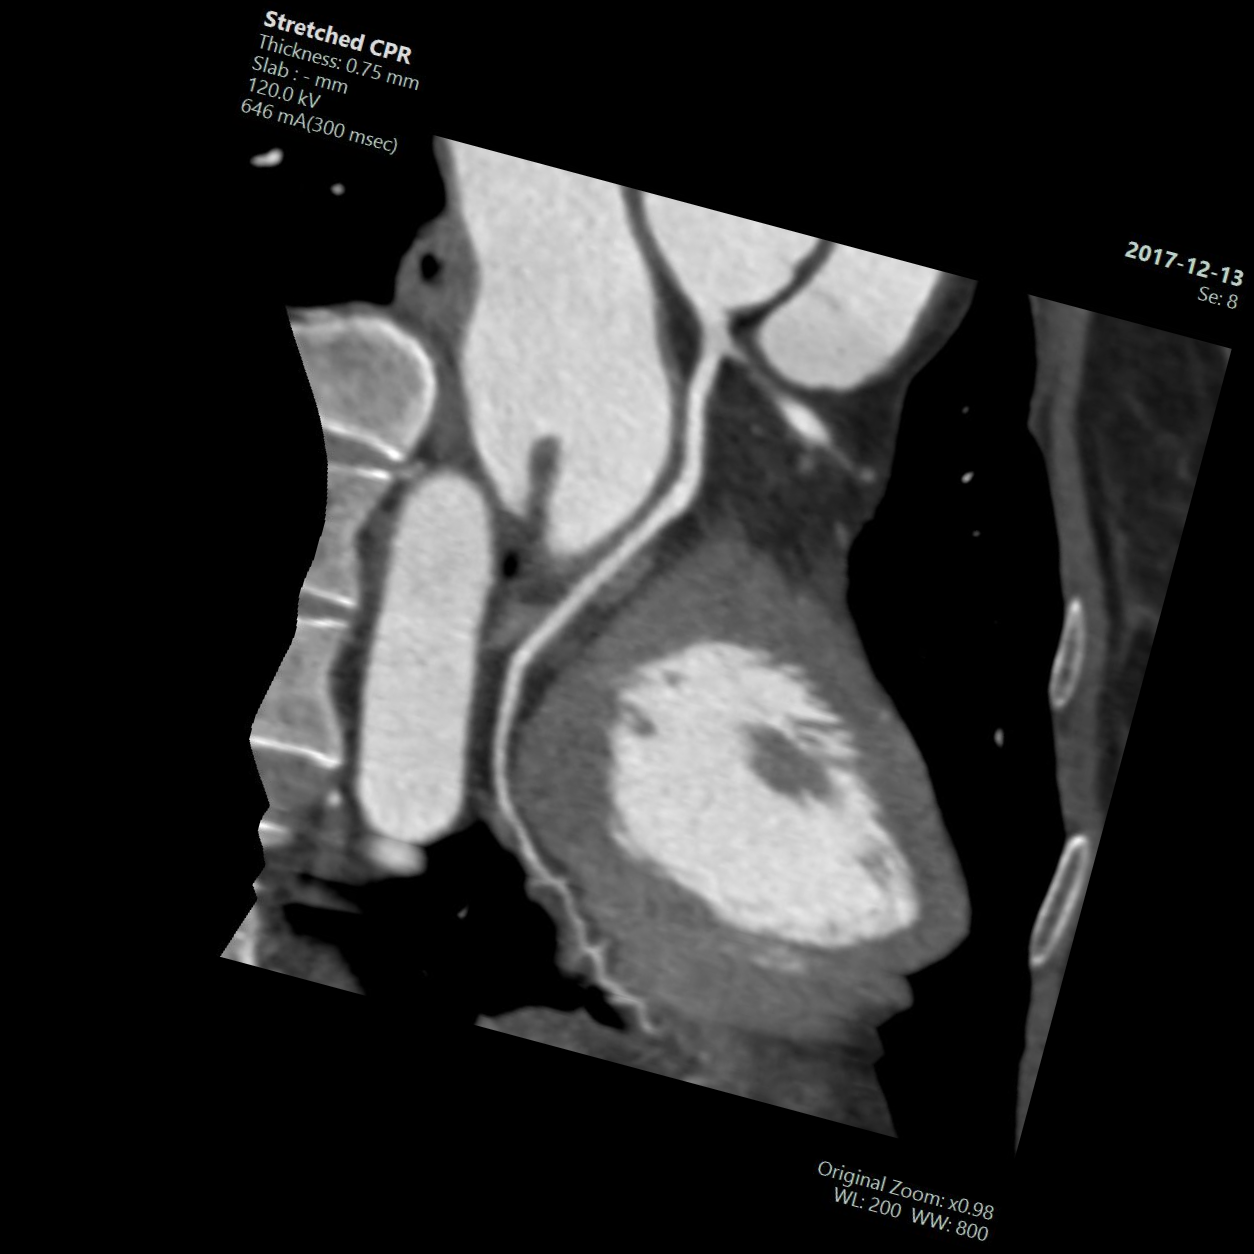 Stretched CPR
Thickness: 0.75 mm
Slab : - mm
120.0 kV
646 mA(300 msec)
2017-12-13
Se: 8
Original Zoom: x0.98
WL: 200 WW: 800